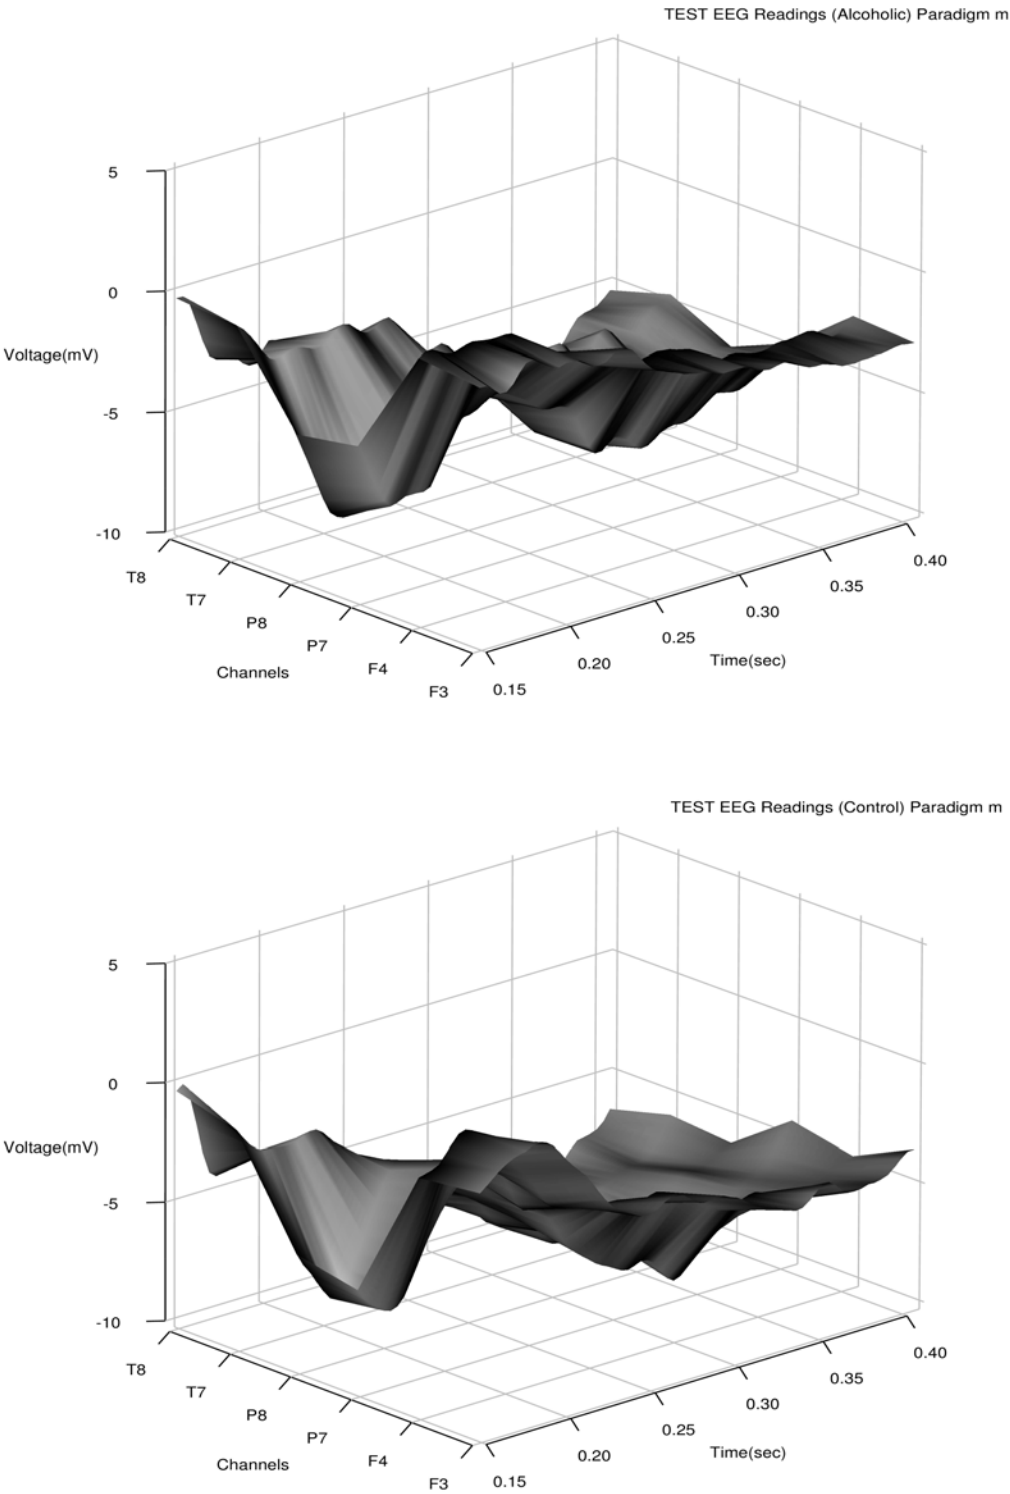 TEST EEG Readings (Alcoholic) Paradigm m
5
0
Voltage(mV)
-5
-10
T8
T7
P8
P7
F4
F3
Channels
0.15
0.20
0.25
0.30
0.35
0.40
Time(sec)
TEST EEG Readings (Control) Paradigm m
5
0
Voltage(mV)
-5
-10
T8
T7
P8
P7
F4
F3
Channels
0.15
0.20
0.25
0.30
0.35
0.40
Time(sec)